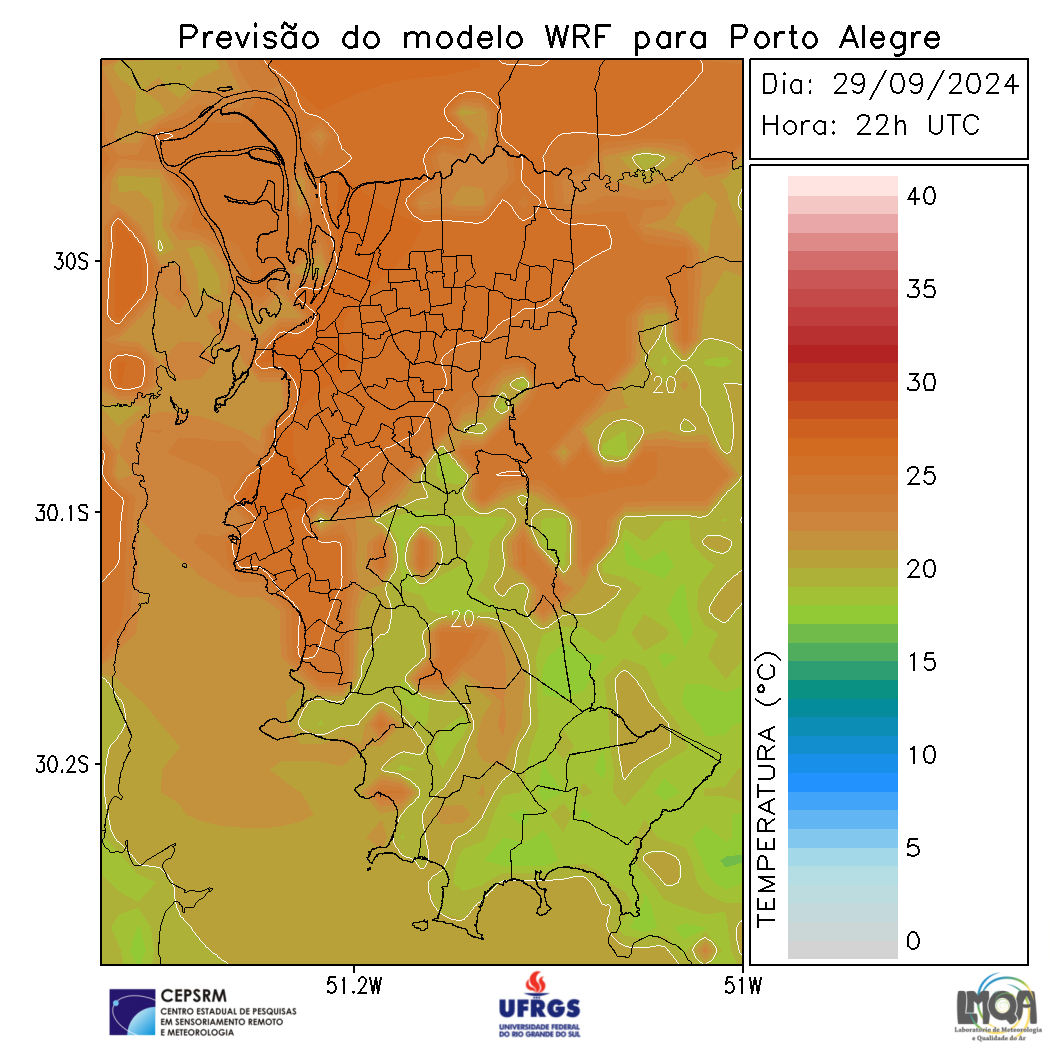 Previsão do modelo WRF para Porto Alegre
Dia: 29/09/2024
Hora: 22h UTC
30S
30.1S
30.2S
51.2W
51W
20
20
TEMPERATURA (°C)
40
35
30
25
20
15
10
5
0
CEPSRM
CENTRO ESTADUAL DE PESQUISAS
EM SENSORIAMENTO REMOTO
E METEOROLOGIA
UFRGS
UNIVERSIDADE FEDERAL
DO RIO GRANDE DO SUL
LMQA
Laboratório de Meteorologia
e Qualidade do Ar